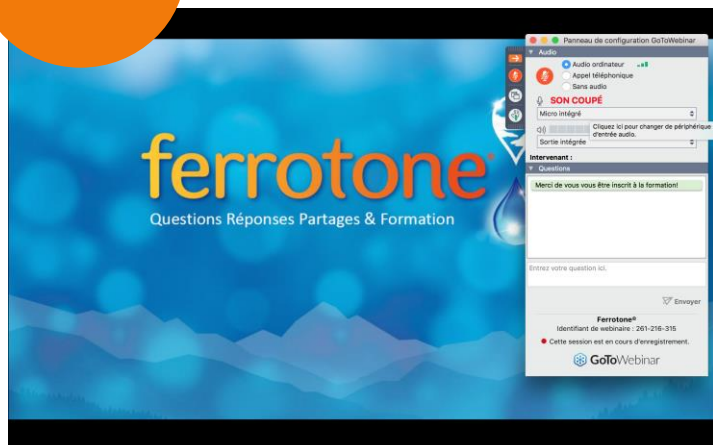 ferrotone
Questions Réponses Partages & Formation
Panneau de configuration GoToWebinar
Audio
Audio ordinateur
Appel téléphonique
Sans audio
SON COUPÉ
Micro intégré
Cliquez ici pour changer de périphérique
d'entrée audio.
Sortie intégrée
Intervenant :
Questions
Merci de vous vous être inscrit à la formation!
Entrez votre question ici.
Envoyer
Ferrotone®
Identifiant de webinaire : 261-216-315
Cette session est en cours d'enregistrement.
GoToWebinar